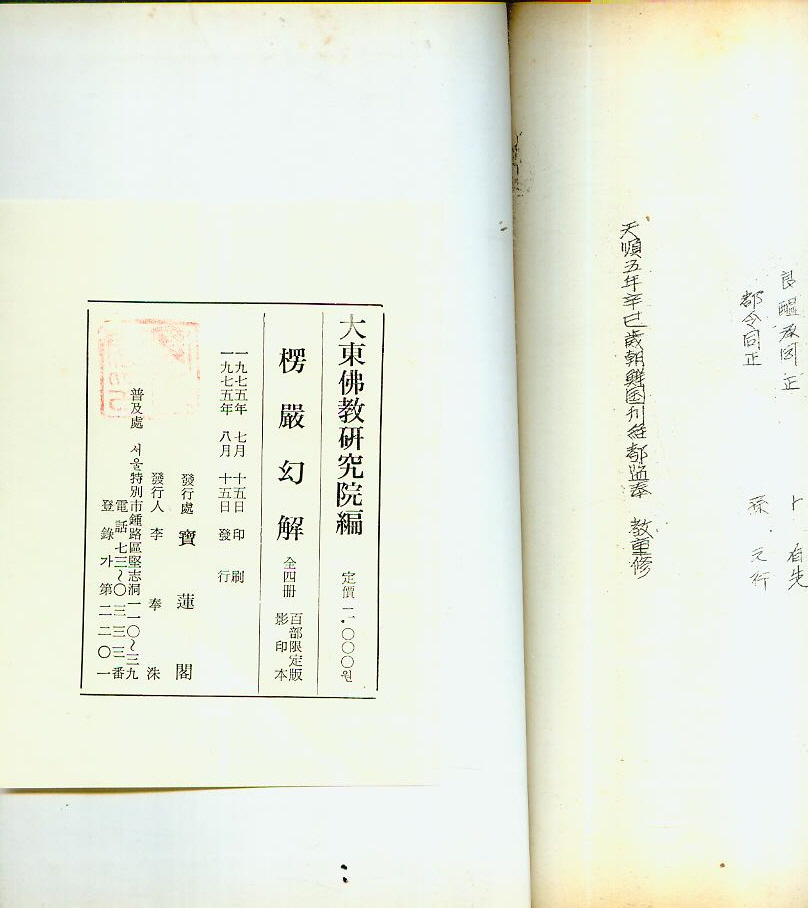 都令同正
天順五年辛巳歲朝鮮国刊経都監奉 教重修
大東佛敎硏究院編
定價 一二.〇〇〇원
楞嚴幻解
全四冊
百部限定版
影印本
一九七五年 七月 十五日 印刷
一九七五年 八月 十五日 發行
發行處 寶蓮閣
發行人 李奉洙
普及處 서울特別市鍾路區堅志洞一一〇~三九
電話 七三~〇三三三番
登錄 가 第二二〇一